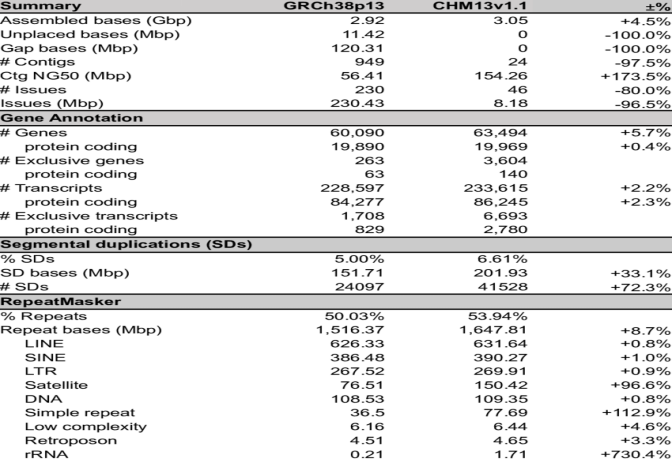 Summary GRCh38p13 CHM13v1.1 ±%
Assembled bases (Gbp) 2.92 3.05 +4.5%
Unplaced bases (Mbp) 11.42 0 -100.0%
Gap bases (Mbp) 120.31 0 -100.0%
# Contigs 949 24 -97.5%
Ctg NG50 (Mbp) 56.41 154.26 +173.5%
# Issues 230 46 -80.0%
Issues (Mbp) 230.43 8.18 -96.5%
Gene Annotation
# Genes 60,090 63,494 +5.7%
protein coding 19,890 19,969 +0.4%
# Exclusive genes 263 3,604
protein coding 63 140
# Transcripts 228,597 233,615 +2.2%
protein coding 84,277 86,245 +2.3%
# Exclusive transcripts 1,708 6,693
protein coding 829 2,780
Segmental duplications (SDs)
% SDs 5.00% 6.61%
SD bases (Mbp) 151.71 201.93 +33.1%
# SDs 24097 41528 +72.3%
RepeatMasker
% Repeats 50.03% 53.94%
Repeat bases (Mbp) 1,516.37 1,647.81 +8.7%
LINE 626.33 631.64 +0.8%
SINE 386.48 390.27 +1.0%
LTR 267.52 269.91 +0.9%
Satellite 76.51 150.42 +96.6%
DNA 108.53 109.35 +0.8%
Simple repeat 36.5 77.69 +112.9%
Low complexity 6.16 6.44 +4.6%
Retroposon 4.51 4.65 +3.3%
rRNA 0.21 1.71 +730.4%